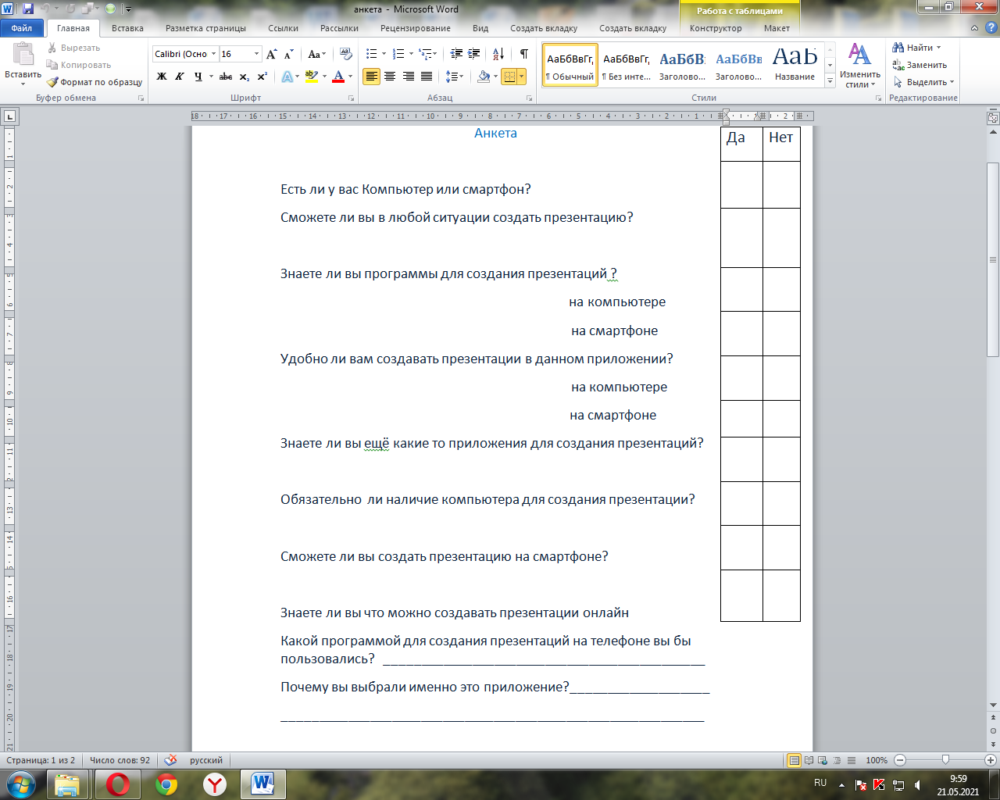 анкета - Microsoft Word
Работа с таблицами
Файл Главная Вставка Разметка страницы Ссылки Рассылки Рецензирование Вид Создать вкладку Создать вкладку Конструктор Макет
Вставить
Вырезать
Копировать
Формат по образцу
Буфер обмена
Calibri (Осно 16
Ж К Ч abc x₂ x²
Шрифт
Абзац
АаБбВвГг, АаБбВвГг, АаБбВ АаБбВв АаБ
¶ Обычный ¶ Без инте... Заголово... Заголово... Название
Стили
Изменить стили
Найти
Заменить
Выделить
Редактирование
18 17 16 15 14 13 12 11 10 9 8 7 6 5 4 3 2 1 2
Анкета
Да Нет
Есть ли у вас Компьютер или смартфон?
Сможете ли вы в любой ситуации создать презентацию?
Знаете ли вы программы для создания презентаций ?
на компьютере
на смартфоне
Удобно ли вам создавать презентации в данном приложении?
на компьютере
на смартфоне
Знаете ли вы ещё какие то приложения для создания презентаций?
Обязательно  ли наличие компьютера для создания презентации?
Сможете ли вы создать презентацию на смартфоне?
Знаете ли вы что можно создавать презентации онлайн
Какой программой для создания презентаций на телефоне вы бы
пользовались? ____________________________________________
Почему вы выбрали именно это приложение?___________________
__________________________________________________________
Страница: 1 из 2 Число слов: 92 русский 100%
RU 9:59
21.05.2021